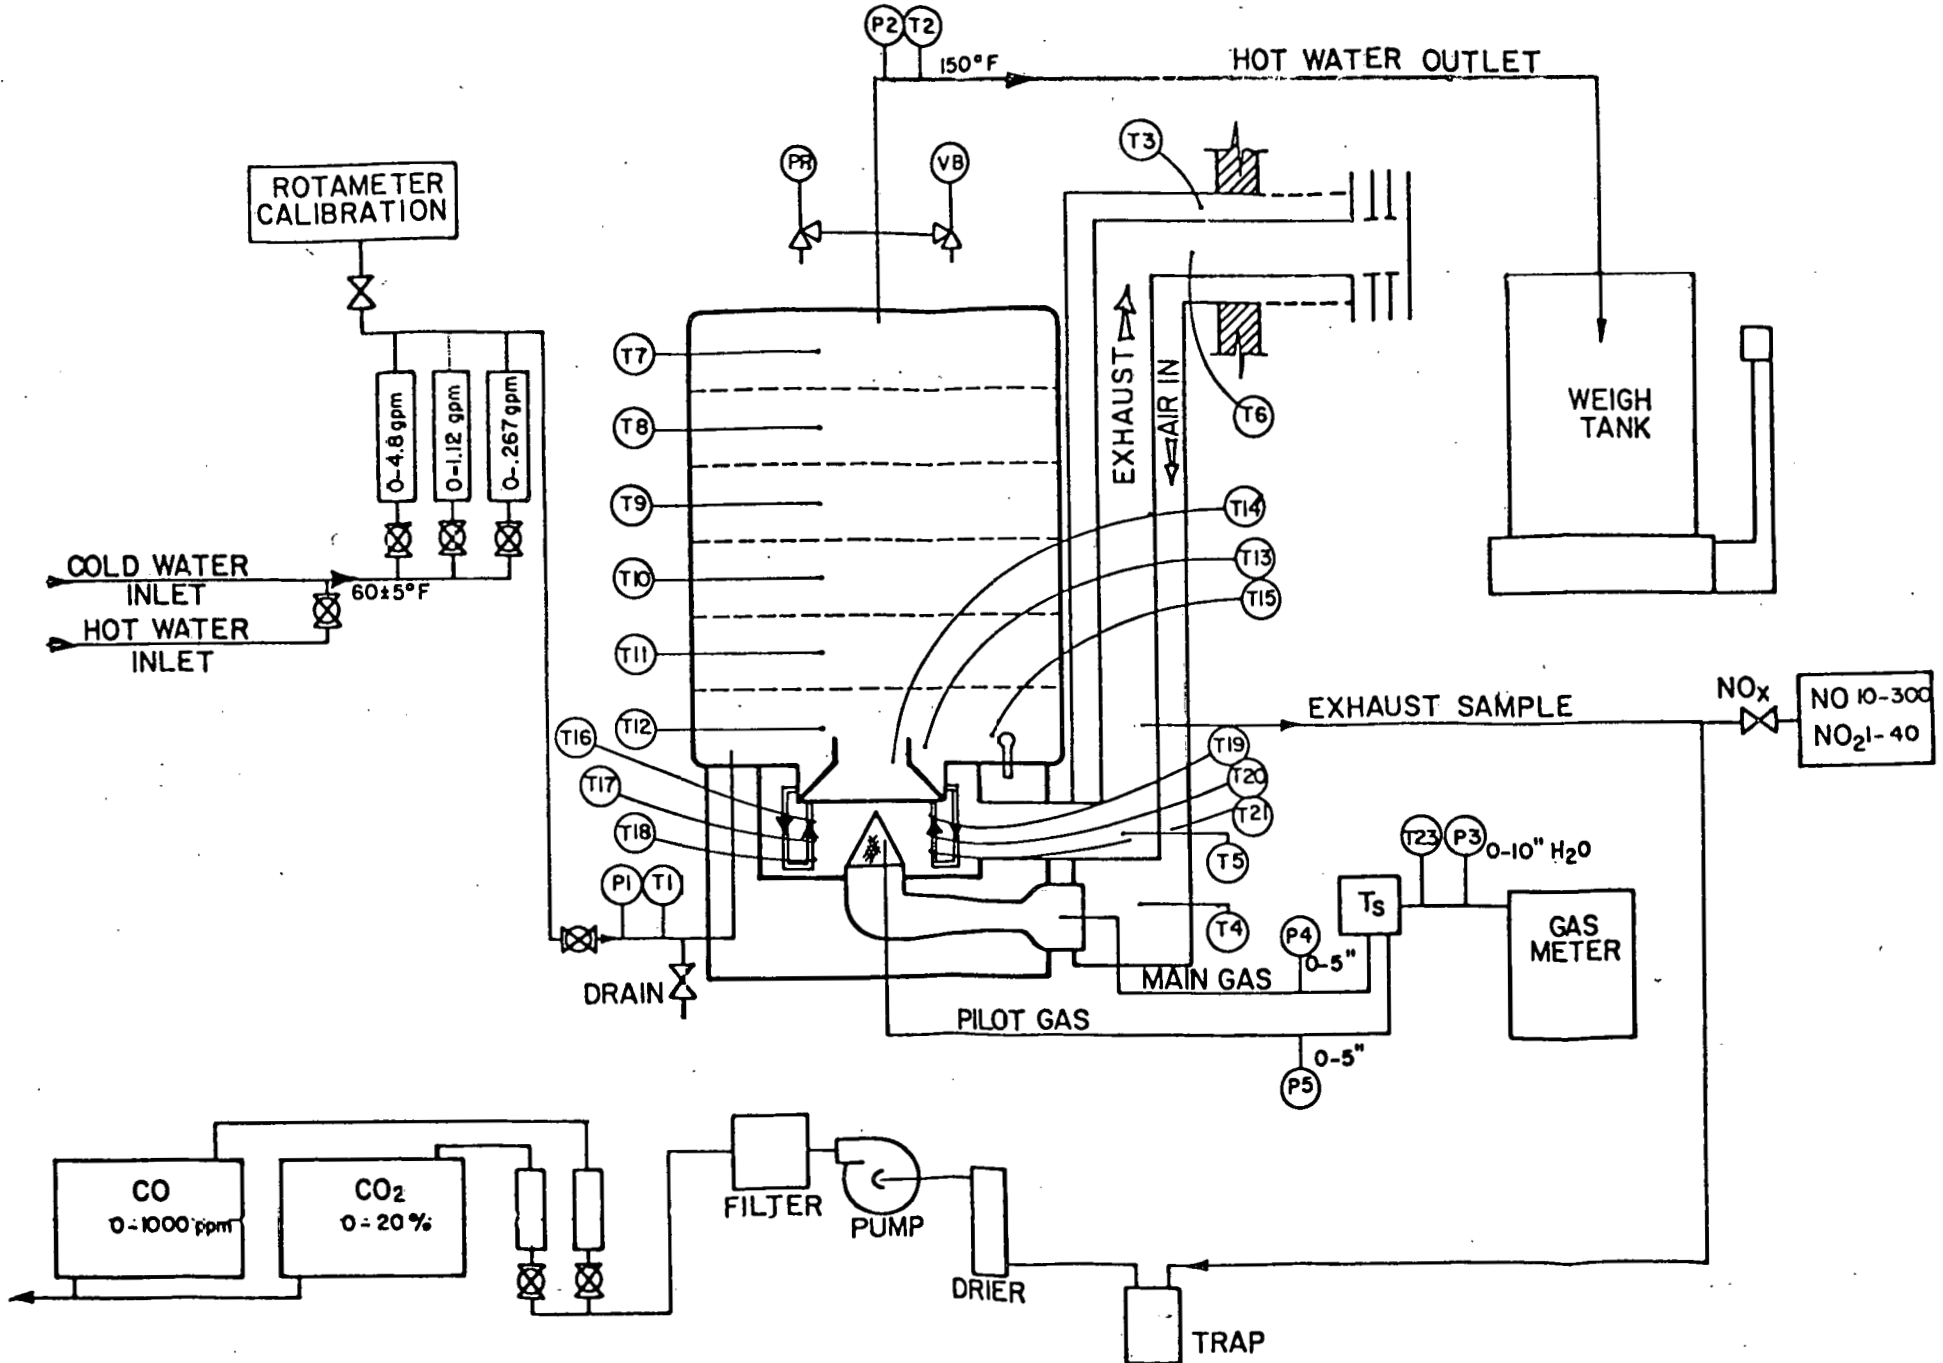 P2
T2
150°F
HOT WATER OUTLET
T3
PR
VB
ROTAMETER
CALIBRATION
T7
EXHAUST
AIR IN
T6
WEIGH
TANK
0-4.8 gpm
0-1.12 gpm
0-.267 gpm
T8
T9
T14
T13
T15
COLD WATER
INLET
60±5°F
HOT WATER
INLET
T10
T11
T12
EXHAUST SAMPLE
NOx
NO 10-300
NO2 1-40
T16
T17
T18
T19
T20
T21
T5
T4
P1
T1
DRAIN
T23
P3
0-10" H2O
TS
GAS
METER
P4
0-5"
MAIN GAS
PILOT GAS
0-5"
P5
CO
0-1000 ppm
CO2
0-20%
FILTER
PUMP
DRIER
TRAP